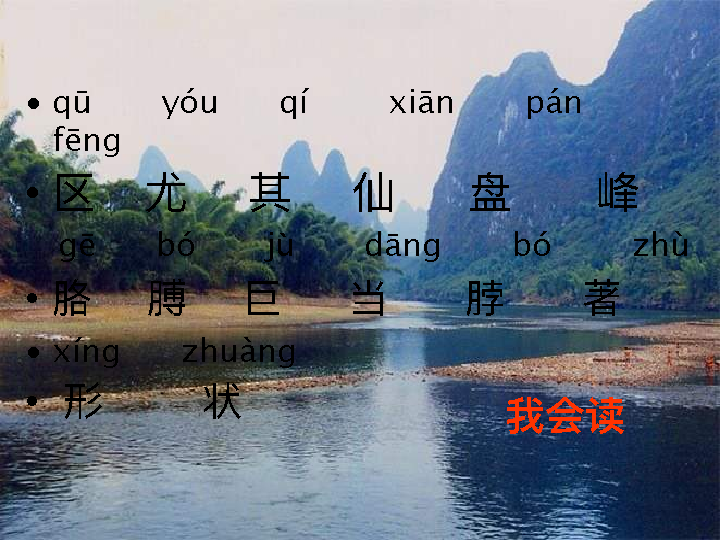 • qū yóu qí xiān pán
fēng
• 区 尤 其 仙 盘 峰
gē bó jù dāng bó zhù
• 胳 膊 巨 当 脖 著
• xíng zhuàng
• 形 状
我会读